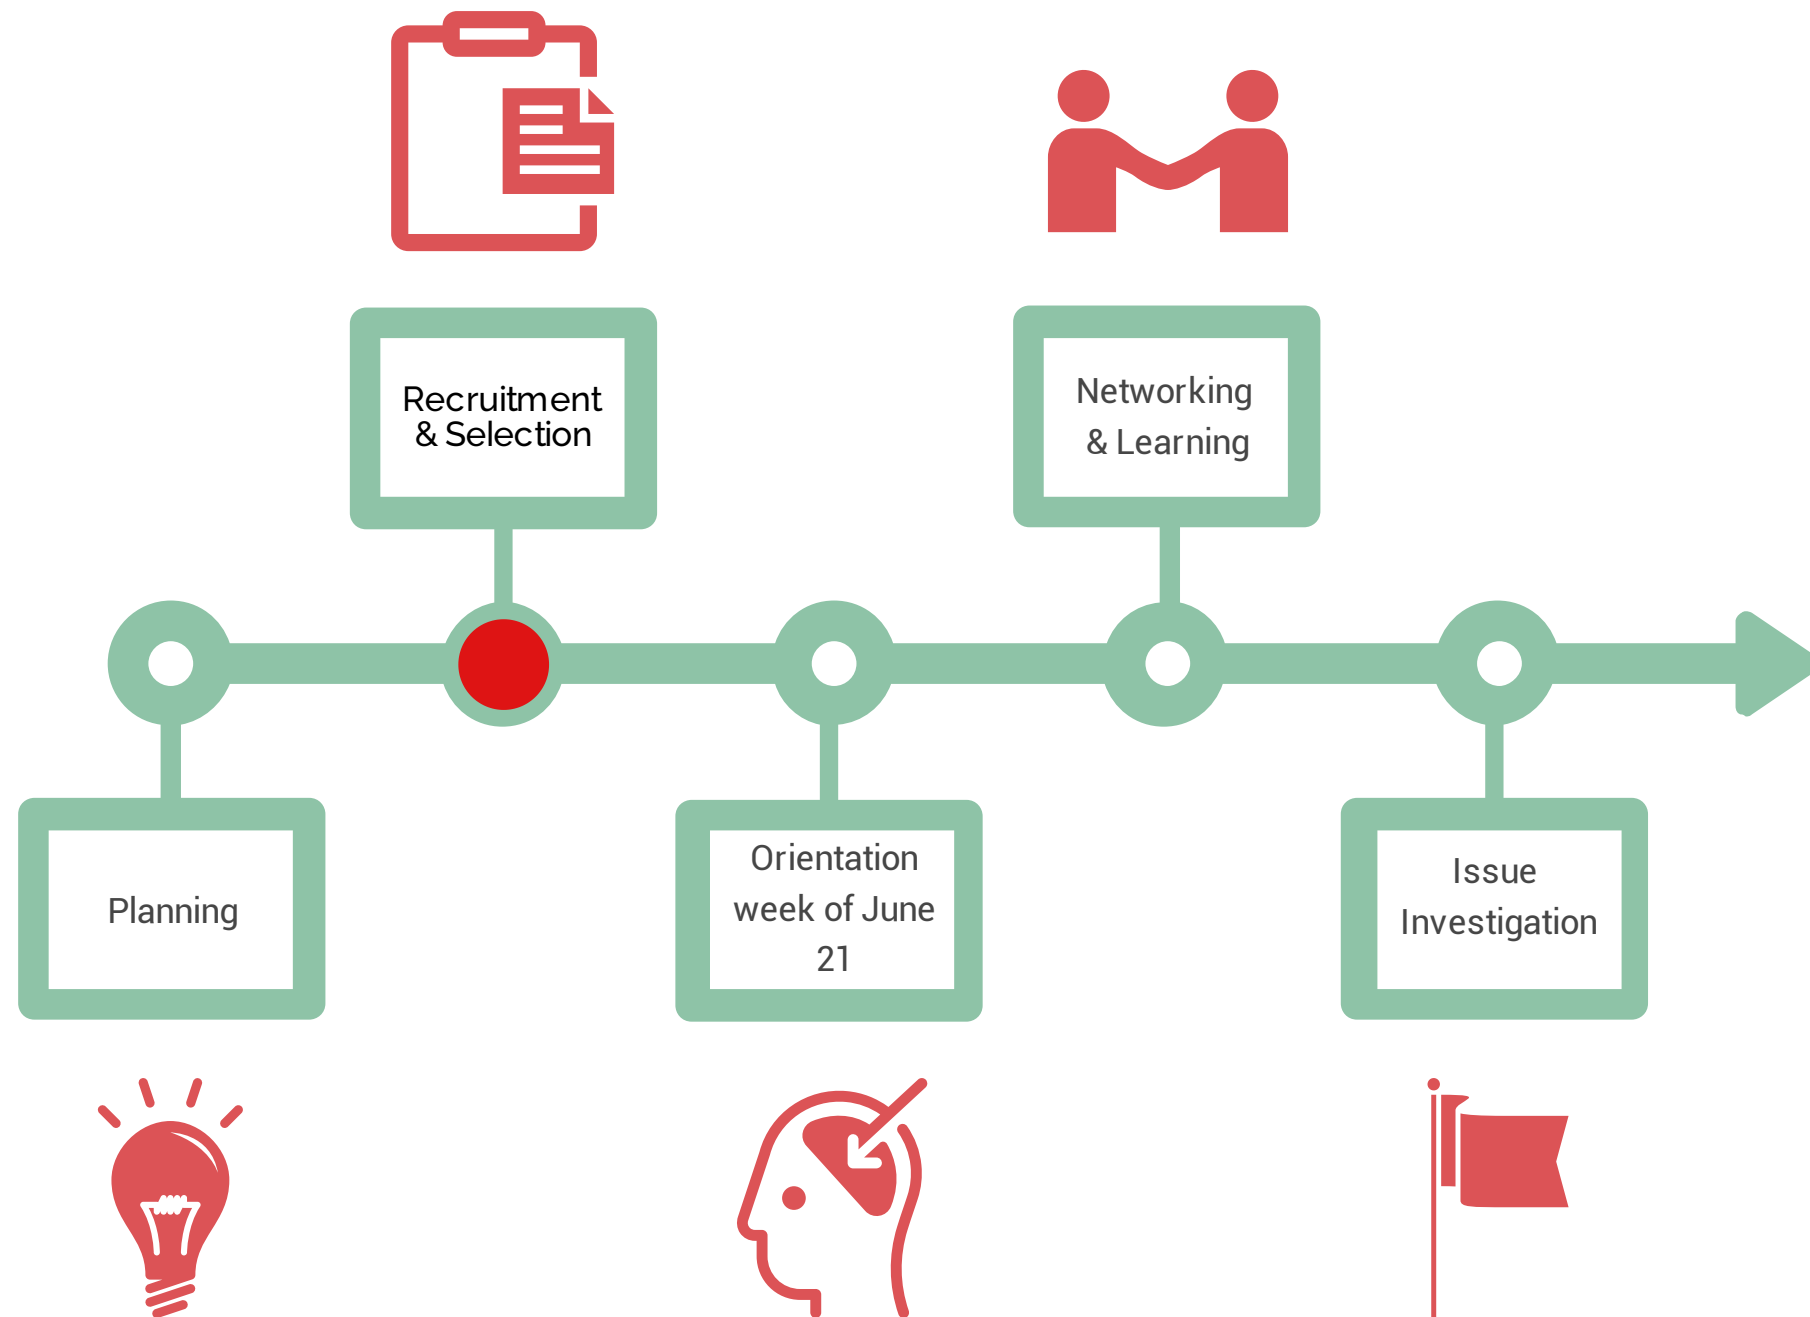 Recruitment
& Selection
Networking
& Learning
Planning
Orientation
week of June
21
Issue
Investigation